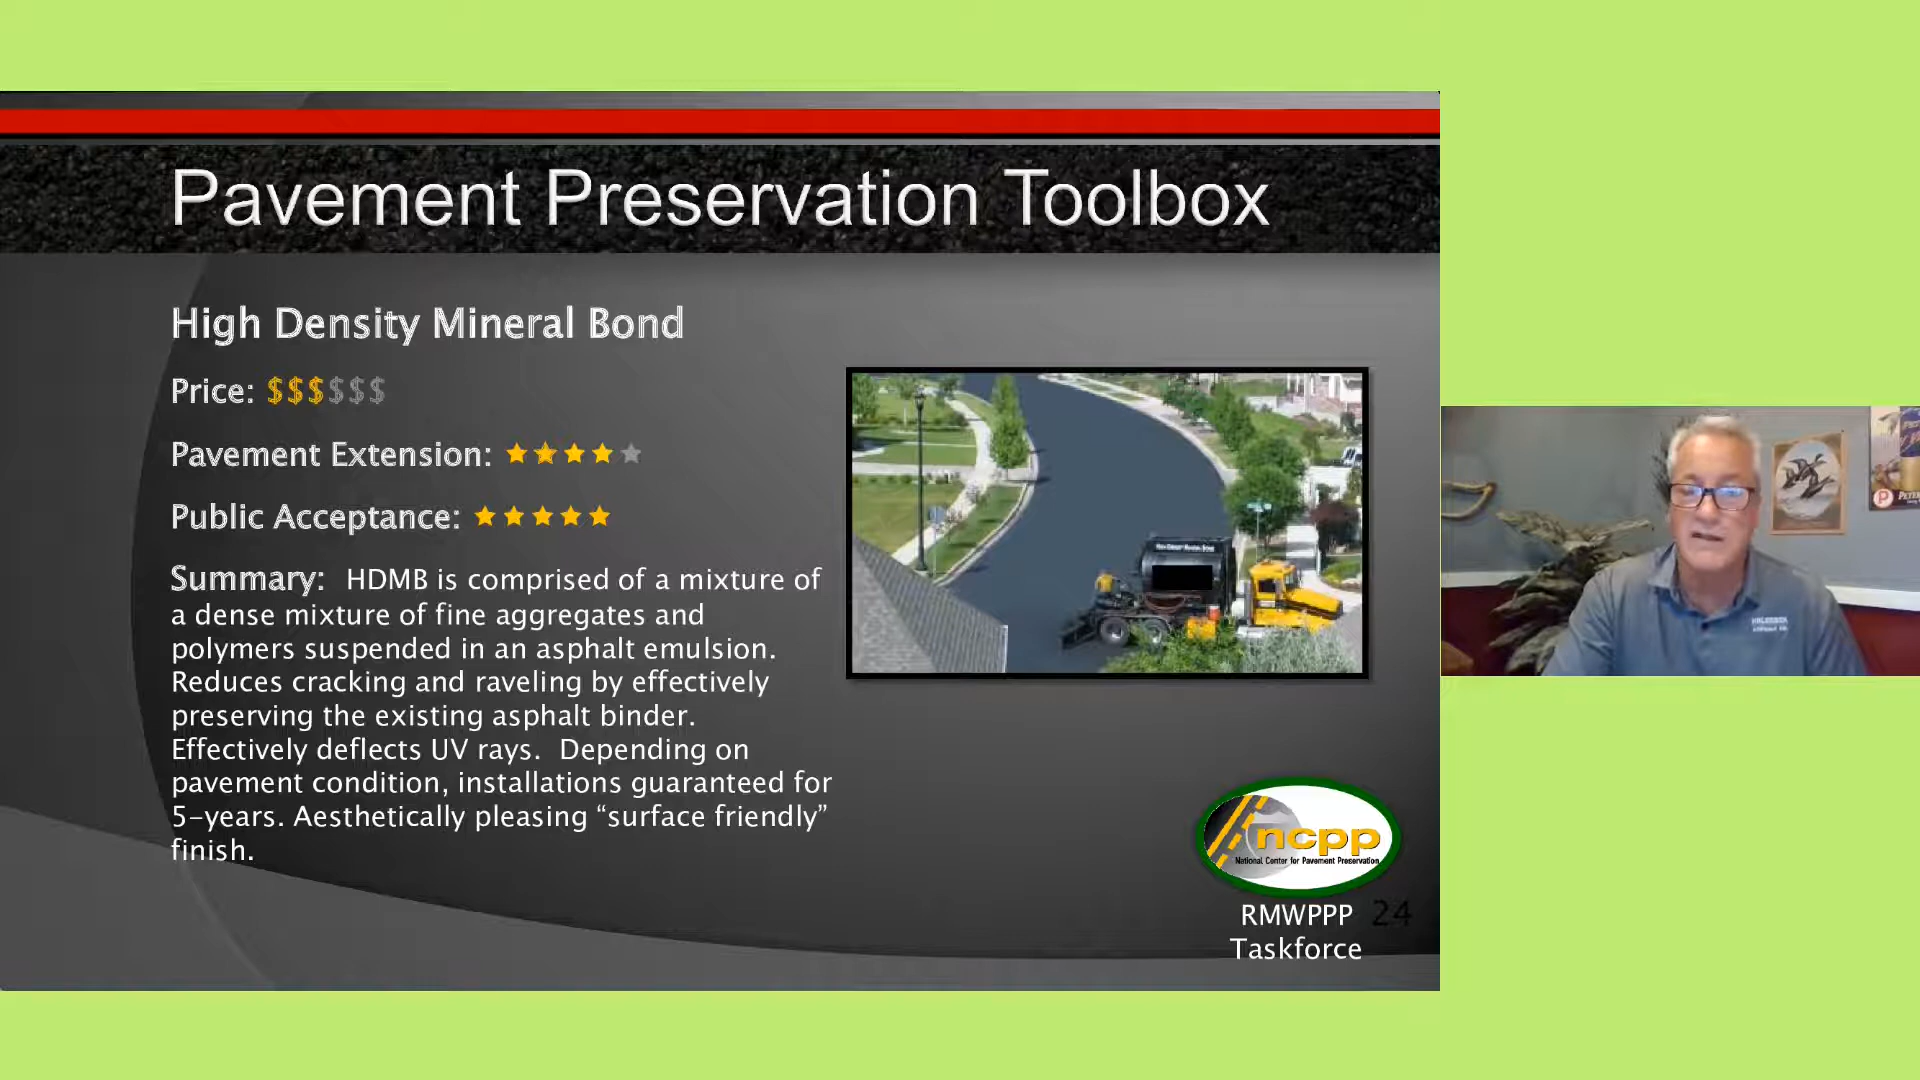 Pavement Preservation Toolbox
High Density Mineral Bond
Price: $$$$$$
Pavement Extension:
Public Acceptance:
Summary: HDMB is comprised of a mixture of
a dense mixture of fine aggregates and
polymers suspended in an asphalt emulsion.
Reduces cracking and raveling by effectively
preserving the existing asphalt binder.
Effectively deflects UV rays. Depending on
pavement condition, installations guaranteed for
5-years. Aesthetically pleasing “surface friendly”
finish.
ncpp
National Center for Pavement Preservation
RMWPPP 24
Taskforce